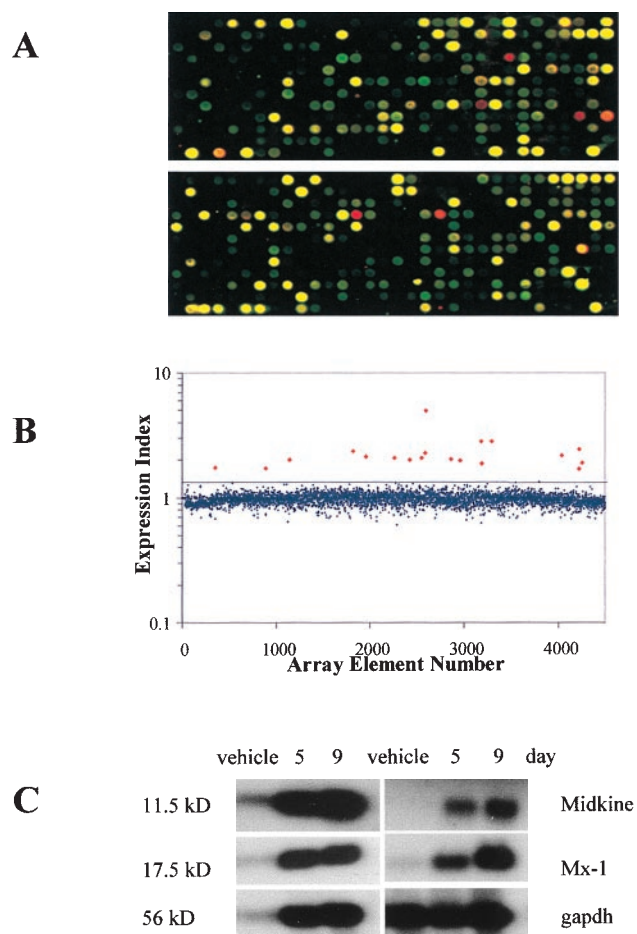 A
B
10
1
0.1
Expression Index
0 1000 2000 3000 4000
Array Element Number
vehicle 5 9 vehicle 5 9 day
C
11.5 kD Midkine
17.5 kD Mx-1
56 kD gapdh